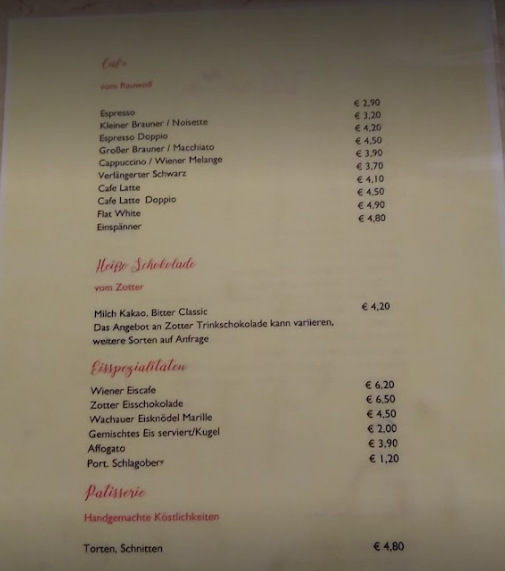 Cafe
vom Rauwolf
Espresso € 2,90
Kleiner Brauner / Noisette € 3,20
Espresso Doppio € 4,20
Großer Brauner / Macchiato € 4,50
Cappuccino / Wiener Melange € 3,90
Verlängerter Schwarz € 3,70
Cafe Latte € 4,10
Cafe Latte Doppio € 4,50
Flat White € 4,90
Einspänner € 4,80
Heiße Schokolade
vom Zotter
Milch Kakao, Bitter Classic € 4,20
Das Angebot an Zotter Trinkschokolade kann variieren,
weitere Sorten auf Anfrage
Eisspezialitäten
Wiener Eiscafe € 6,20
Zotter Eisschokolade € 6,50
Wachauer Eisknödel Marille € 4,50
Gemischtes Eis serviert/Kugel € 2,00
Affogato € 3,90
Port. Schlagobers € 1,20
Patisserie
Handgemachte Köstlichkeiten
Torten, Schnitten € 4,80